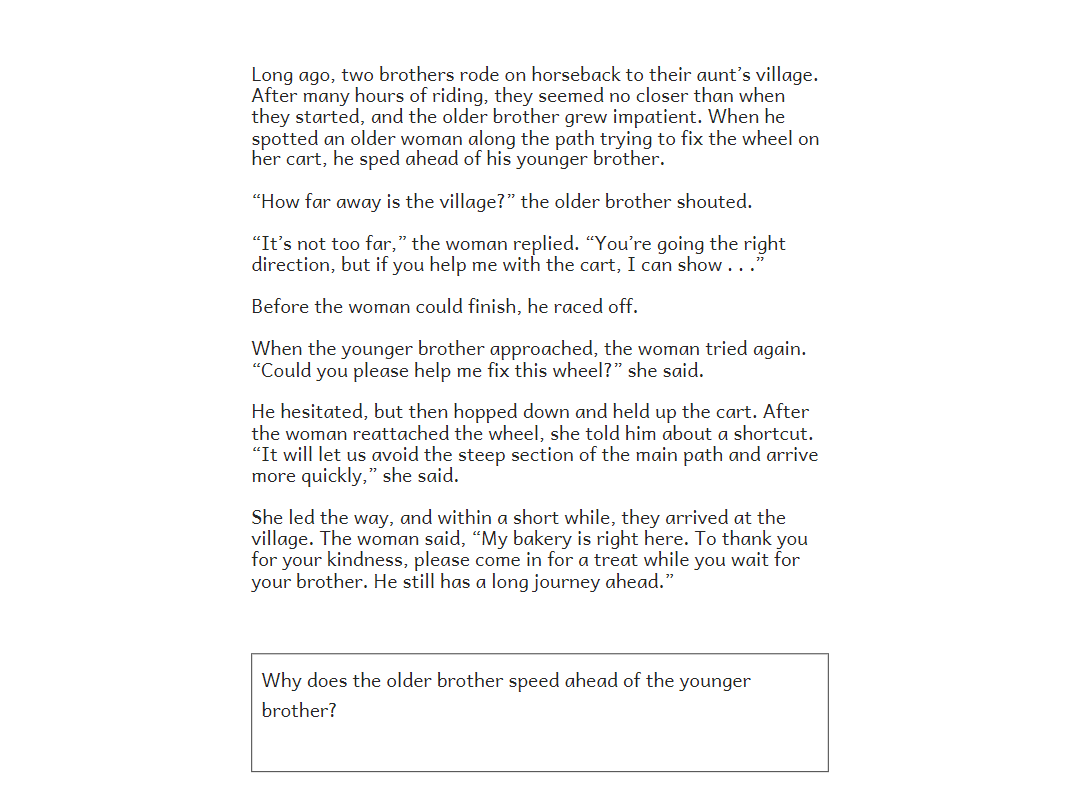 Long ago, two brothers rode on horseback to their aunt’s village.
After many hours of riding, they seemed no closer than when
they started, and the older brother grew impatient. When he
spotted an older woman along the path trying to fix the wheel on
her cart, he sped ahead of his younger brother.
“How far away is the village?” the older brother shouted.
“It’s not too far,” the woman replied. “You’re going the right
direction, but if you help me with the cart, I can show . . .”
Before the woman could finish, he raced off.
When the younger brother approached, the woman tried again.
“Could you please help me fix this wheel?” she said.
He hesitated, but then hopped down and held up the cart. After
the woman reattached the wheel, she told him about a shortcut.
“It will let us avoid the steep section of the main path and arrive
more quickly,” she said.
She led the way, and within a short while, they arrived at the
village. The woman said, “My bakery is right here. To thank you
for your kindness, please come in for a treat while you wait for
your brother. He still has a long journey ahead.”
Why does the older brother speed ahead of the younger
brother?